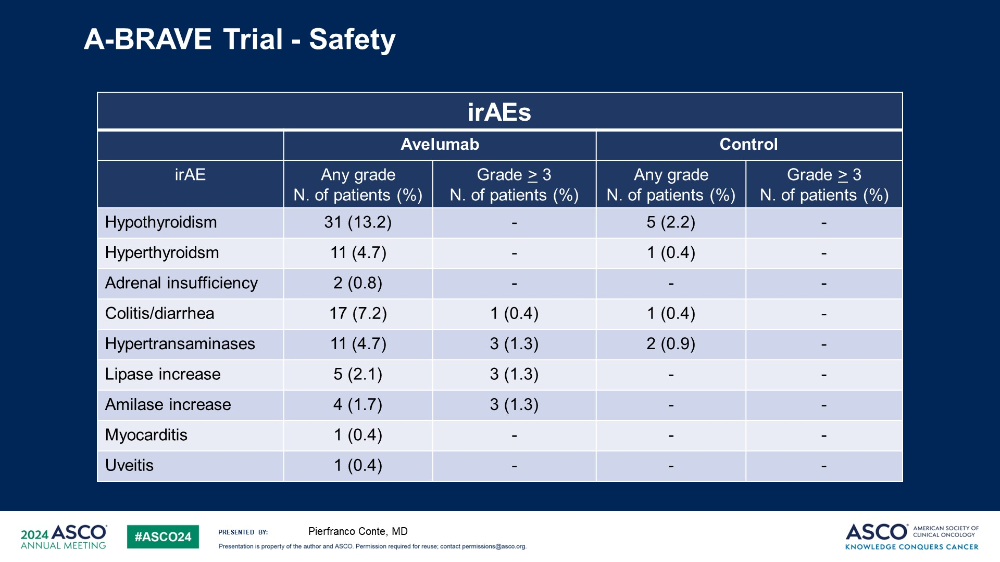 A-BRAVE Trial - Safety
irAEs
Avelumab Control
irAE Any grade Grade > 3 Any grade Grade > 3
N. of patients (%) N. of patients (%) N. of patients (%) N. of patients (%)
Hypothyroidism 31 (13.2) - 5 (2.2) -
Hyperthyroidsm 11 (4.7) - 1 (0.4) -
Adrenal insufficiency 2 (0.8) - - -
Colitis/diarrhea 17 (7.2) 1 (0.4) 1 (0.4) -
Hypertransaminases 11 (4.7) 3 (1.3) 2 (0.9) -
Lipase increase 5 (2.1) 3 (1.3) - -
Amilase increase 4 (1.7) 3 (1.3) - -
Myocarditis 1 (0.4) - - -
Uveitis 1 (0.4) - - -
2024 ASCO
ANNUAL MEETING
#ASCO24
PRESENTED BY: Pierfranco Conte, MD
Presentation is property of the author and ASCO. Permission required for reuse; contact permissions@asco.org.
ASCO AMERICAN SOCIETY OF
CLINICAL ONCOLOGY
KNOWLEDGE CONQUERS CANCER